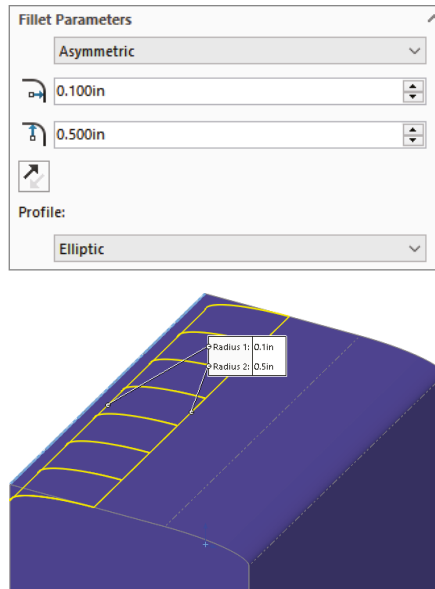 Fillet Parameters
Asymmetric
0.100in
0.500in
Profile:
Elliptic
Radius 1: 0.1in
Radius 2: 0.5in